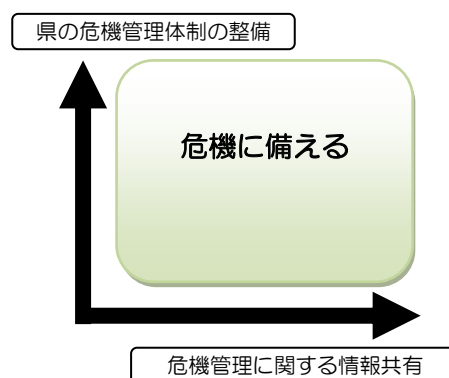 県の危機管理体制の整備
危機に備える
危機管理に関する情報共有